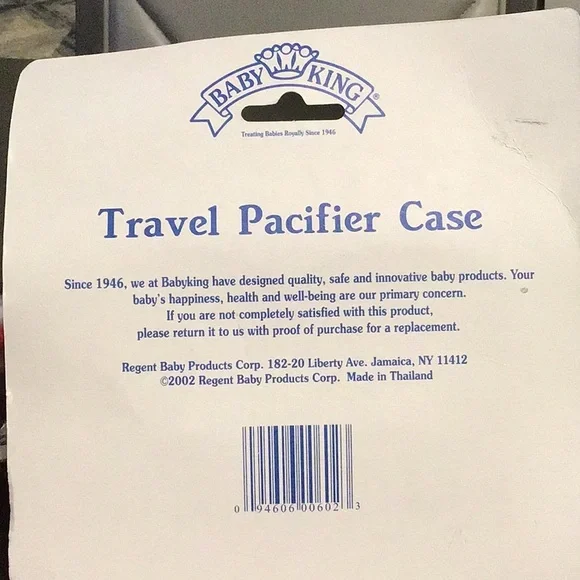 BABY KING®
Treating Babies Royally Since 1946
Travel Pacifier Case
Since 1946, we at Babyking have designed quality, safe and innovative baby products. Your
baby's happiness, health and well-being are our primary concern.
If you are not completely satisfied with this product,
please return it to us with proof of purchase for a replacement.
Regent Baby Products Corp. 182-20 Liberty Ave. Jamaica, NY 11412
©2002 Regent Baby Products Corp. Made in Thailand
0 94606 00602 3